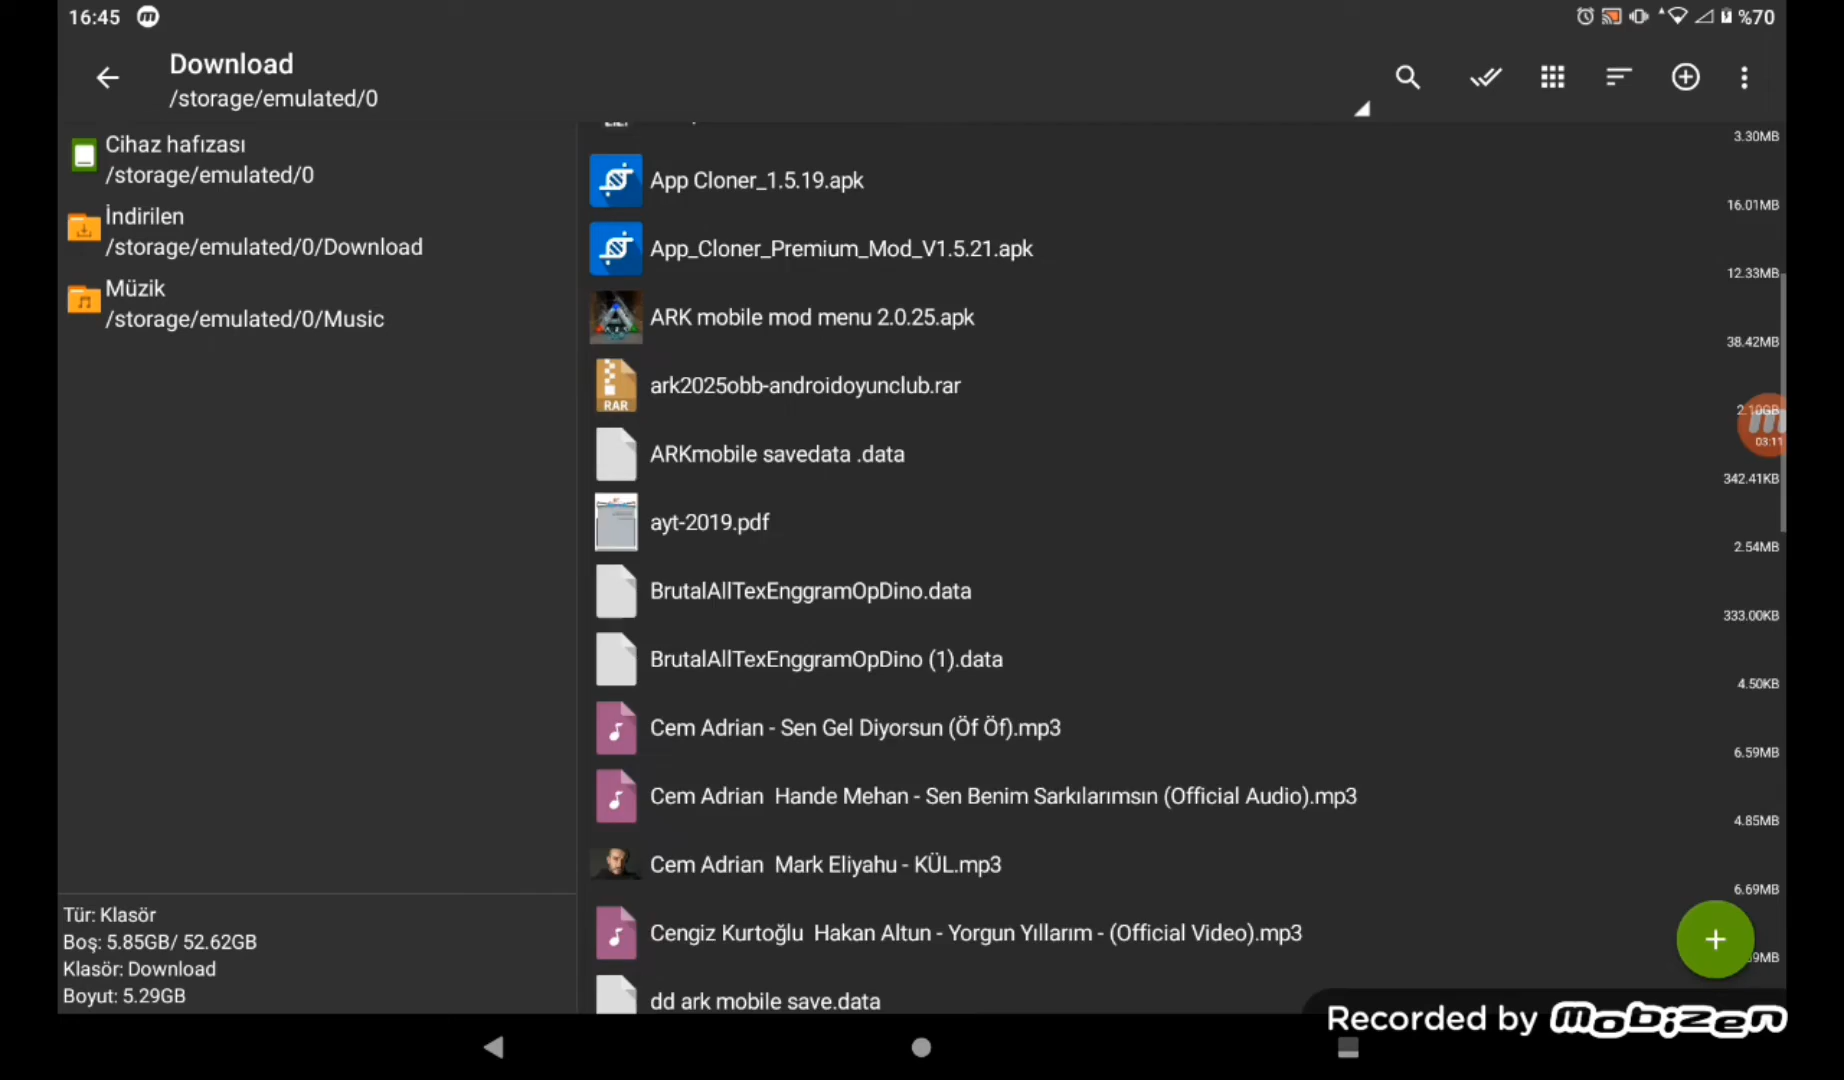 16:45
%70
Download
/storage/emulated/0
Cihaz hafızası
/storage/emulated/0
İndirilen
/storage/emulated/0/Download
Müzik
/storage/emulated/0/Music
3.30MB
App Cloner_1.5.19.apk
16.01MB
App_Cloner_Premium_Mod_V1.5.21.apk
12.33MB
ARK mobile mod menu 2.0.25.apk
38.42MB
RAR
ark2025obb-androidoyunclub.rar
2.10GB
03:11
ARKmobile savedata .data
342.41KB
ayt-2019.pdf
2.54MB
BrutalAllTexEnggramOpDino.data
333.00KB
BrutalAllTexEnggramOpDino (1).data
4.50KB
Cem Adrian - Sen Gel Diyorsun (Öf Öf).mp3
6.59MB
Cem Adrian  Hande Mehan - Sen Benim Sarkılarımsın (Official Audio).mp3
4.85MB
Cem Adrian  Mark Eliyahu - KÜL.mp3
6.69MB
Cengiz Kurtoğlu  Hakan Altun - Yorgun Yıllarım - (Official Video).mp3
dd ark mobile save.data
Tür: Klasör
Boş: 5.85GB/ 52.62GB
Klasör: Download
Boyut: 5.29GB
Recorded by Mobizen